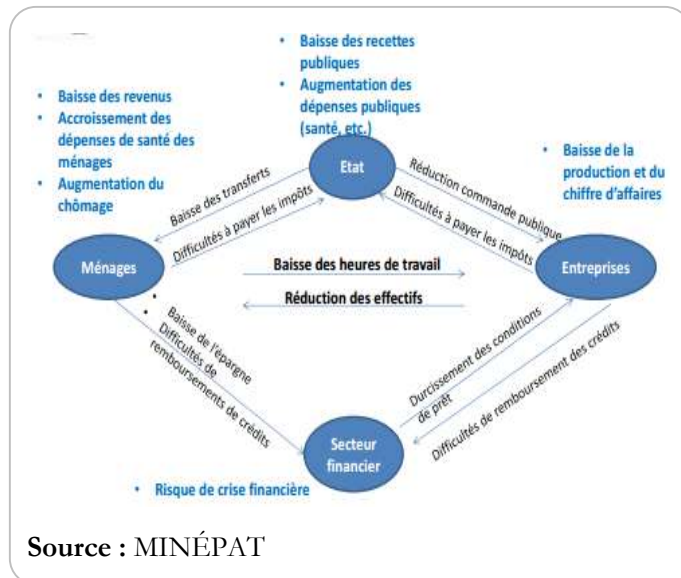 • Baisse des recettes
publiques
• Augmentation des
dépenses publiques
(santé, etc.)
• Baisse des revenus
• Accroissement des
dépenses de santé des
ménages
• Augmentation du
chômage
• Baisse de la
production et du
chiffre d'affaires
Etat
Baisse des transferts
Difficultés à payer les impôts
Réduction commande publique
Difficultés à payer les impôts
Ménages
Baisse des heures de travail
Réduction des effectifs
Entreprises
• Baisse de l'épargne
• Difficultés de
remboursements de crédits
Durcissement des conditions
de prêt
Difficultés de remboursement des crédits
Secteur
financier
• Risque de crise financière
Source : MINÉPAT